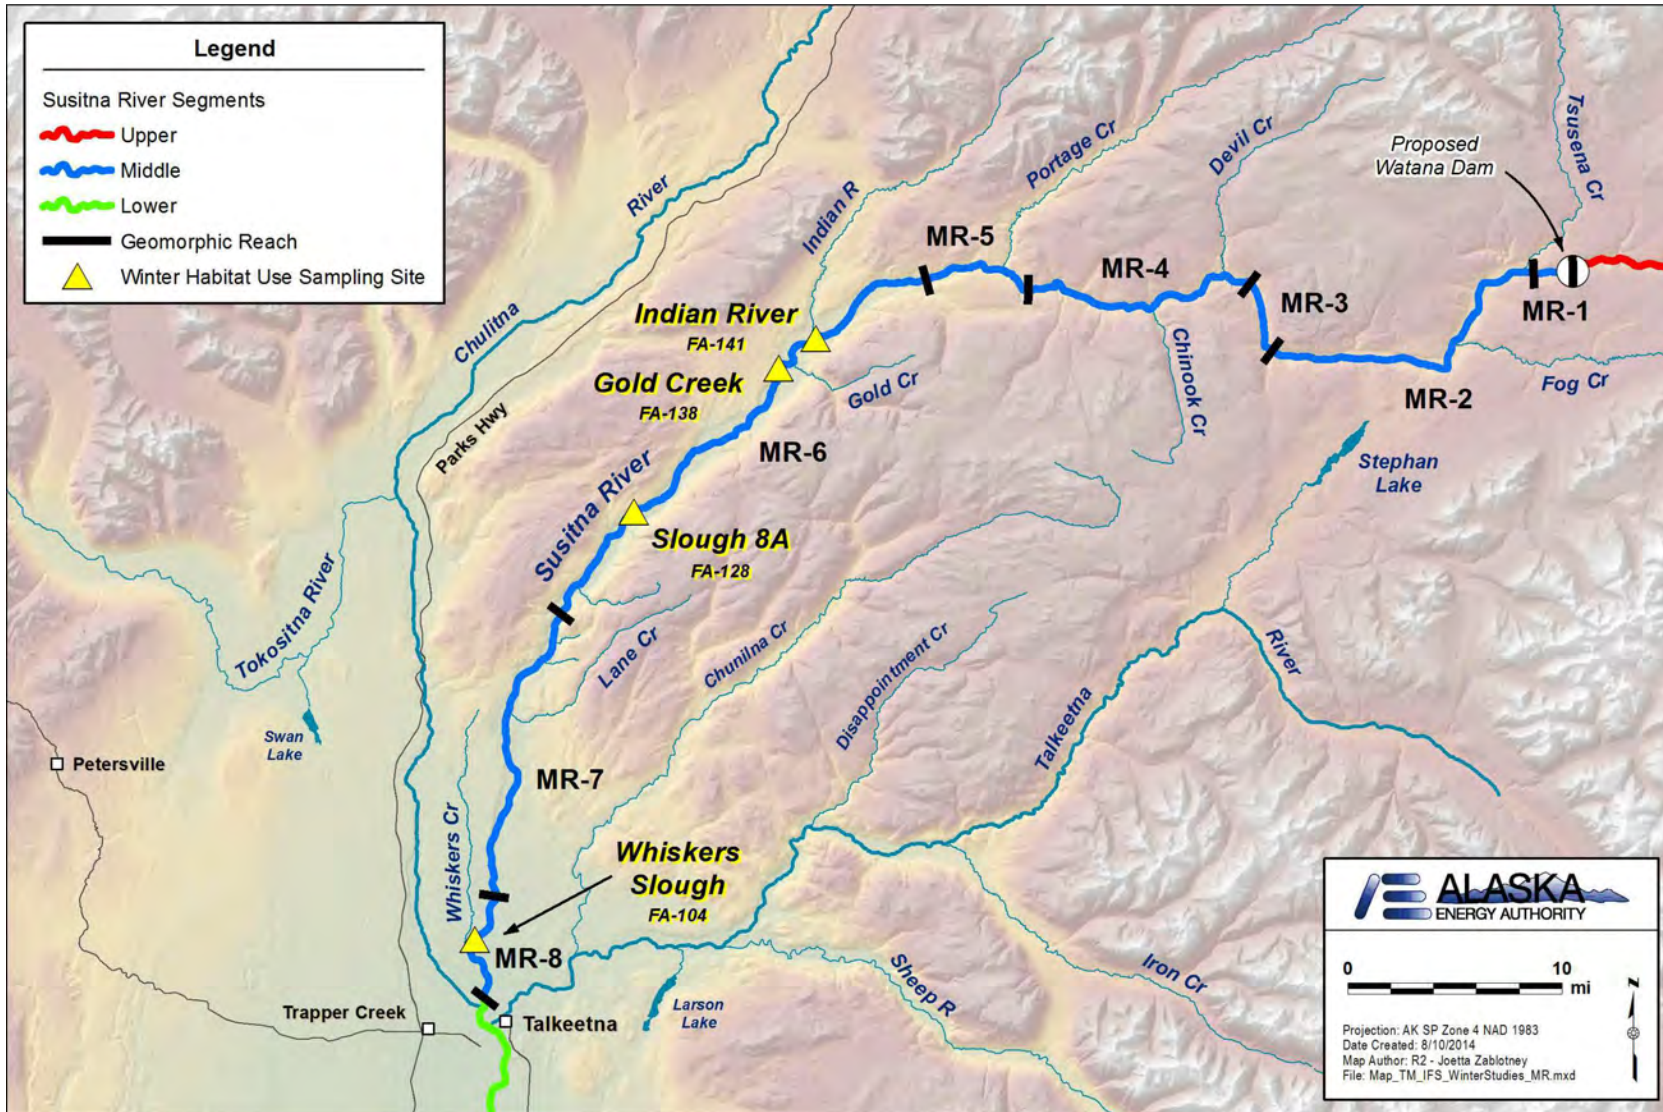 Legend
Susitna River Segments
Upper
Middle
Lower
Geomorphic Reach
Winter Habitat Use Sampling Site
River
Chulitna
Parks Hwy
Indian R
Portage Cr
Devil Cr
Tsusena Cr
Proposed
Watana Dam
MR-5
MR-4
MR-3
MR-1
Indian River
FA-141
Gold Creek
FA-138
Gold Cr
Chinook Cr
Fog Cr
MR-2
MR-6
Stephan
Lake
Susitna River
Slough 8A
FA-128
Tokositna River
Lane Cr
Chunilna Cr
Disappointment Cr
River
Talkeetna
Swan
Lake
Petersville
MR-7
Whiskers Cr
Whiskers
Slough
FA-104
MR-8
Sheep R
Iron Cr
Larson
Lake
Trapper Creek
Talkeetna
ALASKA
ENERGY AUTHORITY
0 10
mi
N
Projection: AK SP Zone 4 NAD 1983
Date Created: 8/10/2014
Map Author: R2 - Joetta Zablotney
File: Map_TM_IFS_WinterStudies_MR.mxd